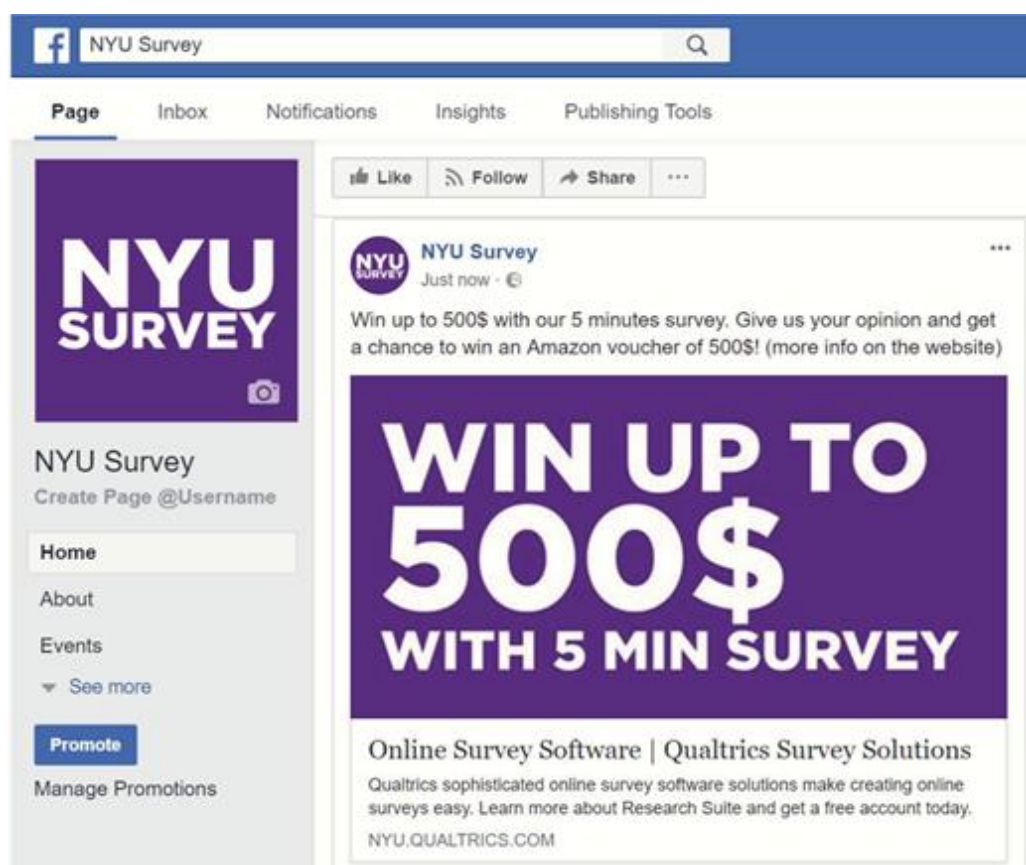 f NYU Survey
Page Inbox Notifications Insights Publishing Tools
NYU
SURVEY
NYU Survey
Create Page @Username
Home
About
Events
See more
Promote
Manage Promotions
Like Follow Share ...
NYU
SURVEY
NYU Survey
Just now ·
...
Win up to 500$ with our 5 minutes survey. Give us your opinion and get
a chance to win an Amazon voucher of 500$! (more info on the website)
WIN UP TO
500$
WITH 5 MIN SURVEY
Online Survey Software | Qualtrics Survey Solutions
Qualtrics sophisticated online survey software solutions make creating online
surveys easy. Learn more about Research Suite and get a free account today.
NYU.QUALTRICS.COM